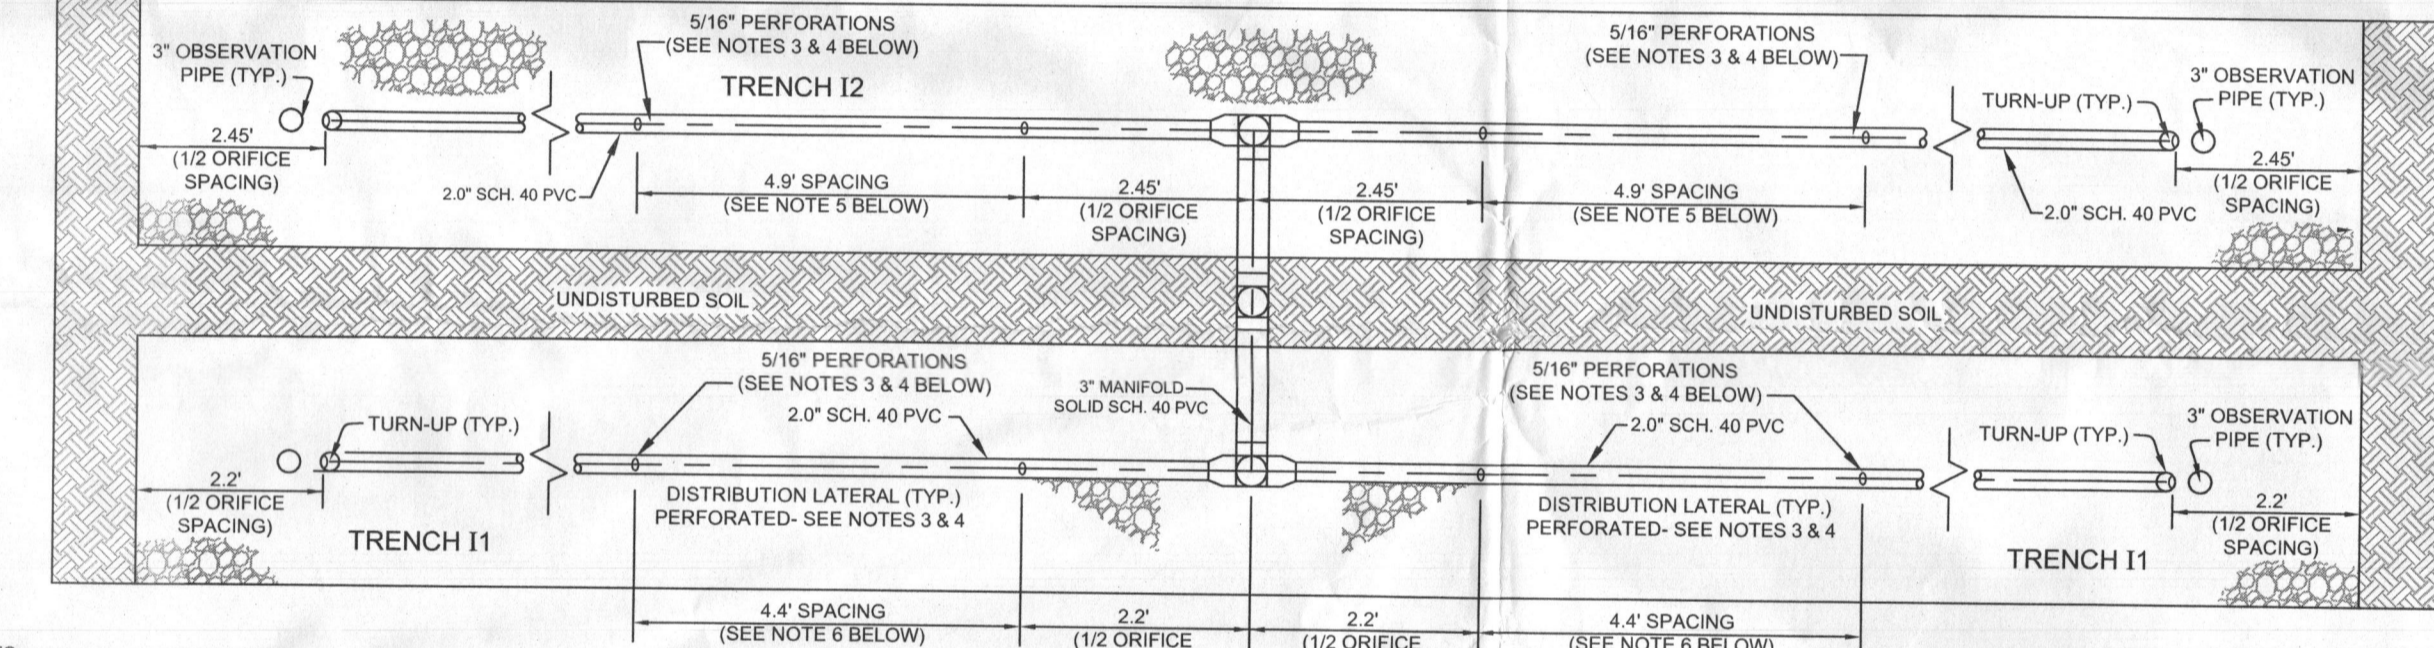 5/16" PERFORATIONS
(SEE NOTES 3 & 4 BELOW)
3" OBSERVATION
PIPE (TYP.)
TRENCH I2
5/16" PERFORATIONS
(SEE NOTES 3 & 4 BELOW)
3" OBSERVATION
PIPE (TYP.)
TURN-UP (TYP.)
2.45'
(1/2 ORIFICE
SPACING)
2.0" SCH. 40 PVC
4.9' SPACING
(SEE NOTE 5 BELOW)
2.45'
(1/2 ORIFICE
SPACING)
2.45'
(1/2 ORIFICE
SPACING)
4.9' SPACING
(SEE NOTE 5 BELOW)
2.0" SCH. 40 PVC
2.45'
(1/2 ORIFICE
SPACING)
UNDISTURBED SOIL
UNDISTURBED SOIL
5/16" PERFORATIONS
(SEE NOTES 3 & 4 BELOW)
2.0" SCH. 40 PVC
3" MANIFOLD
SOLID SCH. 40 PVC
5/16" PERFORATIONS
(SEE NOTES 3 & 4 BELOW)
2.0" SCH. 40 PVC
3" OBSERVATION
PIPE (TYP.)
TURN-UP (TYP.)
TURN-UP (TYP.)
2.2'
(1/2 ORIFICE
SPACING)
TRENCH I1
DISTRIBUTION LATERAL (TYP.)
PERFORATED- SEE NOTES 3 & 4
DISTRIBUTION LATERAL (TYP.)
PERFORATED- SEE NOTES 3 & 4
2.2'
(1/2 ORIFICE
SPACING)
TRENCH I1
4.4' SPACING
(SEE NOTE 6 BELOW)
2.2'
(1/2 ORIFICE
2.2'
(1/2 ORIFICE
4.4' SPACING
(SEE NOTE 6 BELOW)